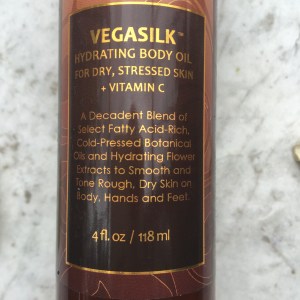 VEGASILK™
HYDRATING BODY OIL
FOR DRY, STRESSED SKIN
+ VITAMIN C
A Decadent Blend of
Select Fatty Acid-Rich,
Cold-Pressed Botanical
Oils and Hydrating Flower
Extracts to Smooth and
Tone Rough, Dry Skin on
Body, Hands and Feet.
4 fl. oz / 118 ml